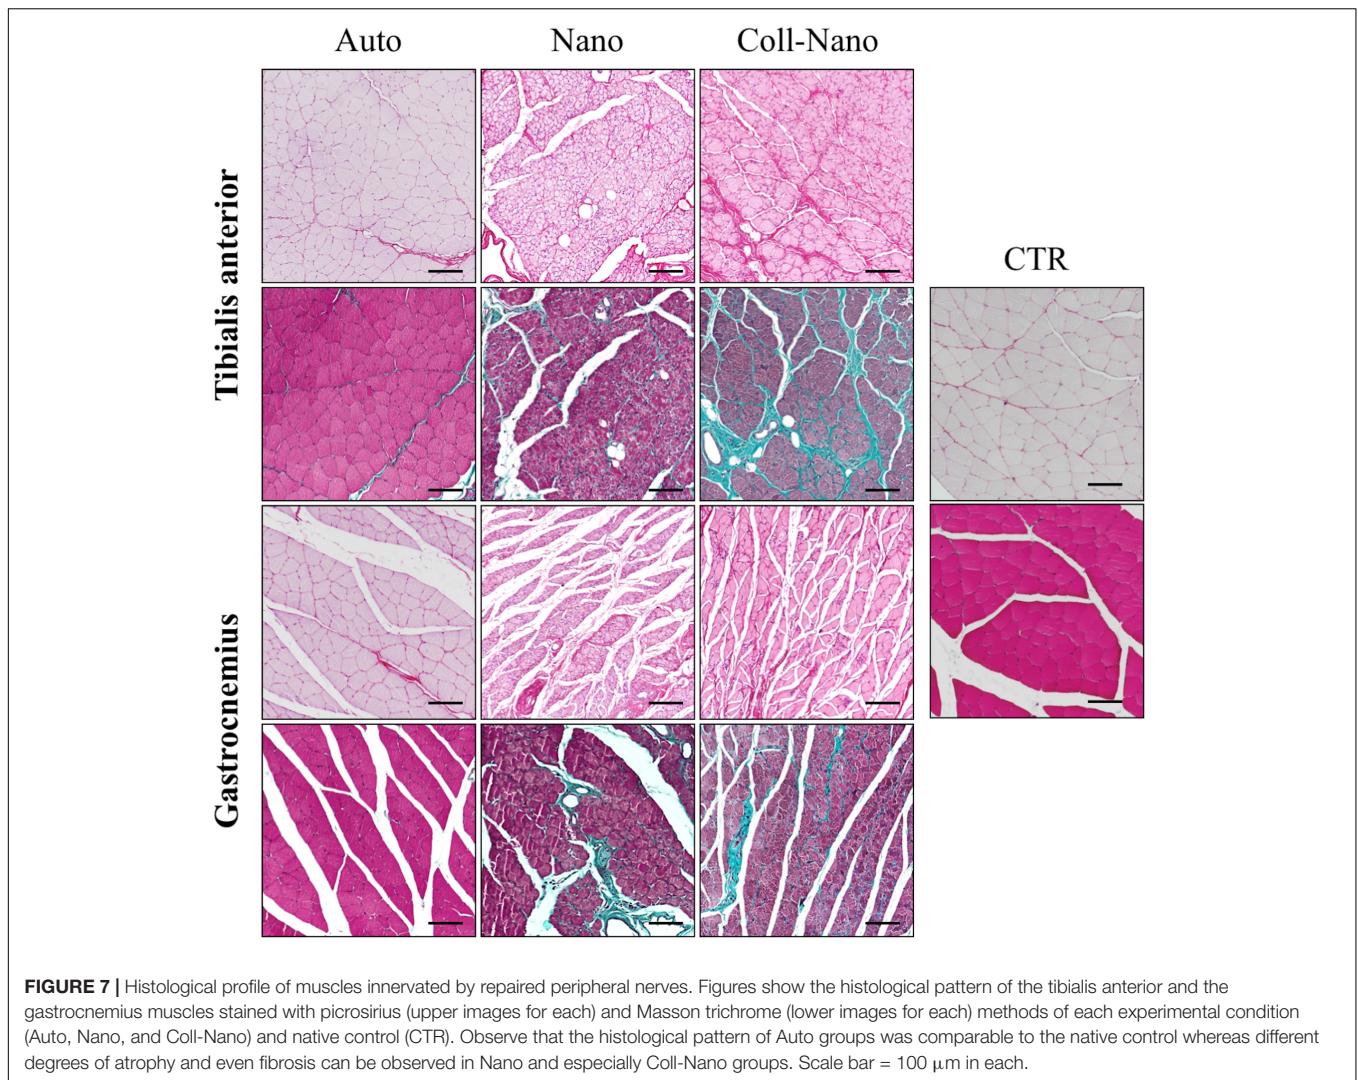 Auto
Nano
Coll-Nano
CTR
Tibialis anterior
Gastrocnemius
FIGURE 7 | Histological profile of muscles innervated by repaired peripheral nerves. Figures show the histological pattern of the tibialis anterior and the
gastrocnemius muscles stained with picrosirius (upper images for each) and Masson trichrome (lower images for each) methods of each experimental condition
(Auto, Nano, and Coll-Nano) and native control (CTR). Observe that the histological pattern of Auto groups was comparable to the native control whereas different
degrees of atrophy and even fibrosis can be observed in Nano and especially Coll-Nano groups. Scale bar = 100 μm in each.